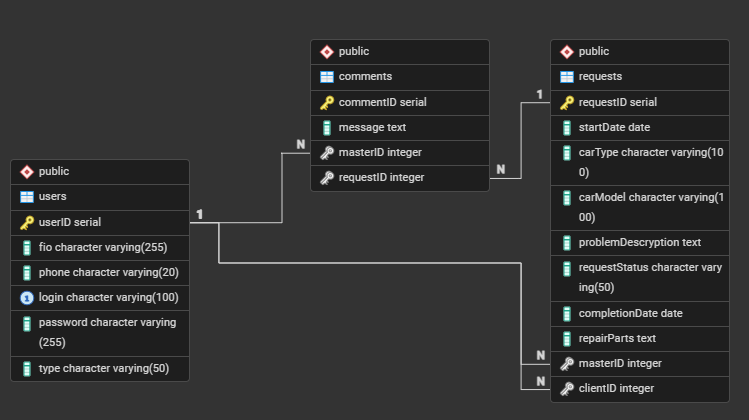 public
users
userID serial
fio character varying(255)
phone character varying(20)
login character varying(100)
password character varying
(255)
type character varying(50)
1
N
public
comments
commentID serial
message text
masterID integer
requestID integer
N
1
public
requests
requestID serial
startDate date
carType character varying(10
0)
carModel character varying(1
00)
problemDescryption text
requestStatus character vary
ing(50)
completionDate date
repairParts text
masterID integer
clientID integer
N
N